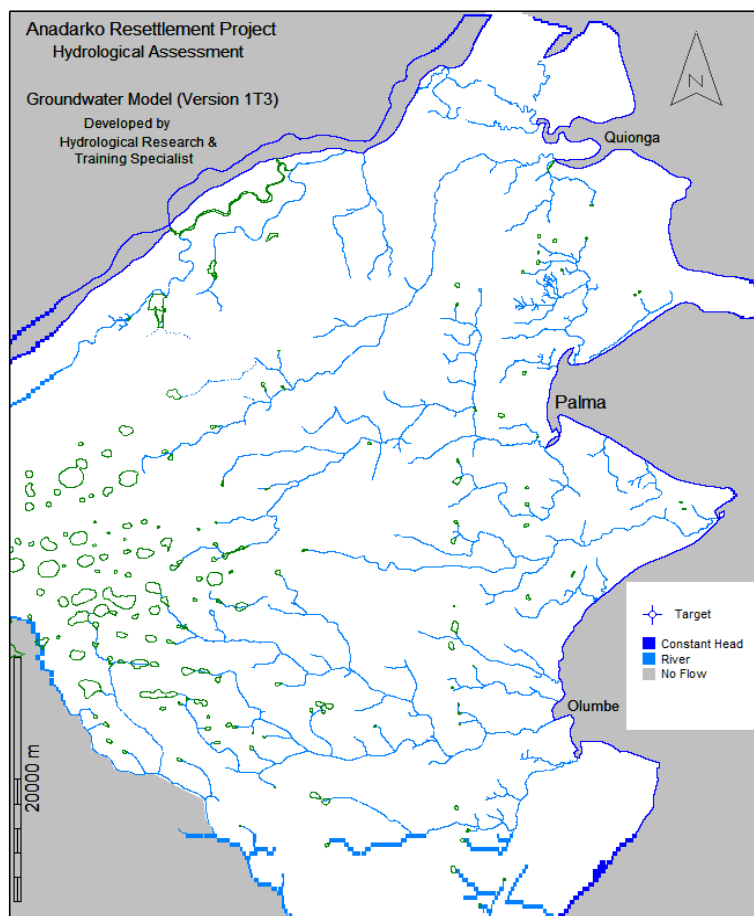 Anadarko Resettlement Project
Hydrological Assessment
Groundwater Model (Version 1T3)
Developed by
Hydrological Research &
Training Specialist
N
Quionga
Palma
Target
Constant Head
River
No Flow
Olumbe
20000 m